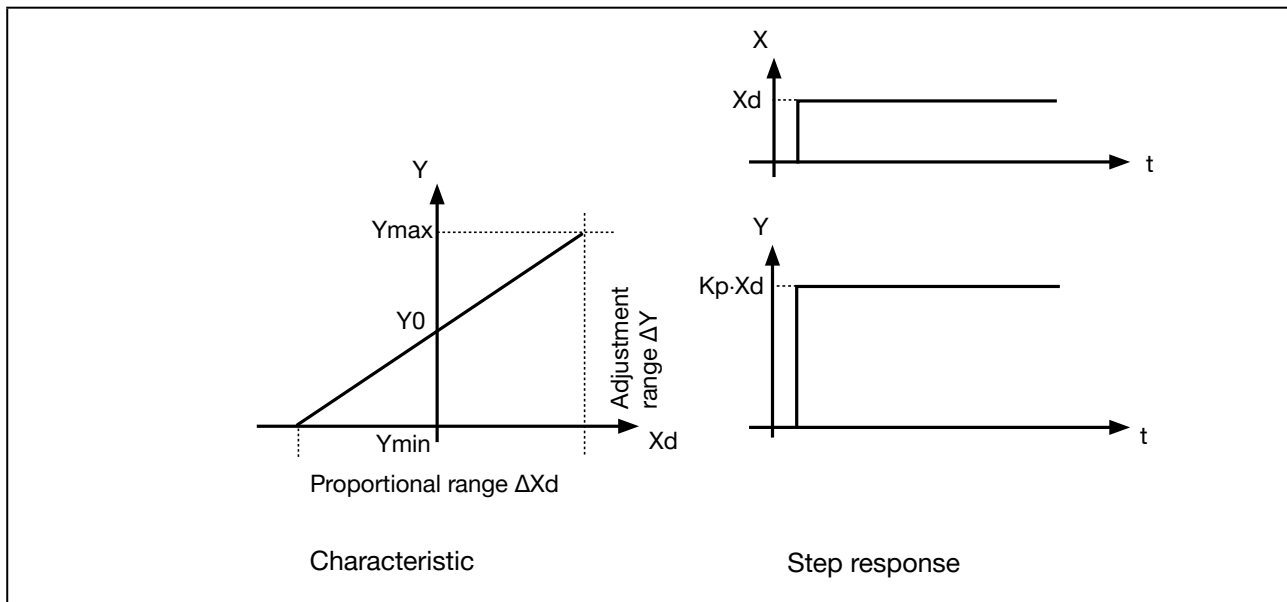 Y
Ymax
Y0
Ymin
Xd
Adjustment
range ΔY
Proportional range ΔXd
Characteristic
X
Xd
t
Y
Kp·Xd
t
Step response